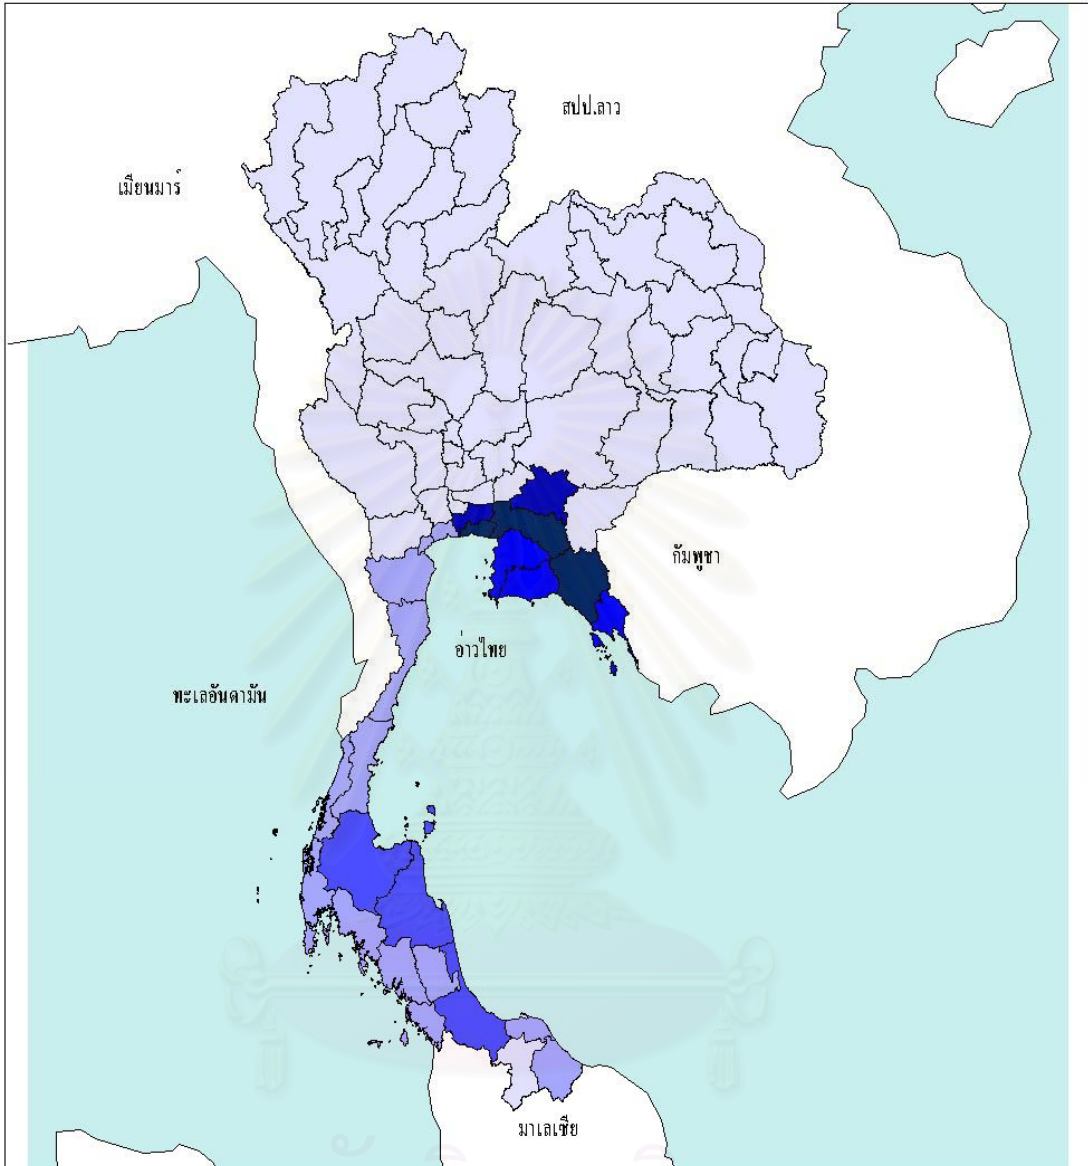 สปป.ลาว
เมียนมาร์
กัมพูชา
อ่าวไทย
ทะเลอันดามัน
มาเลเซีย